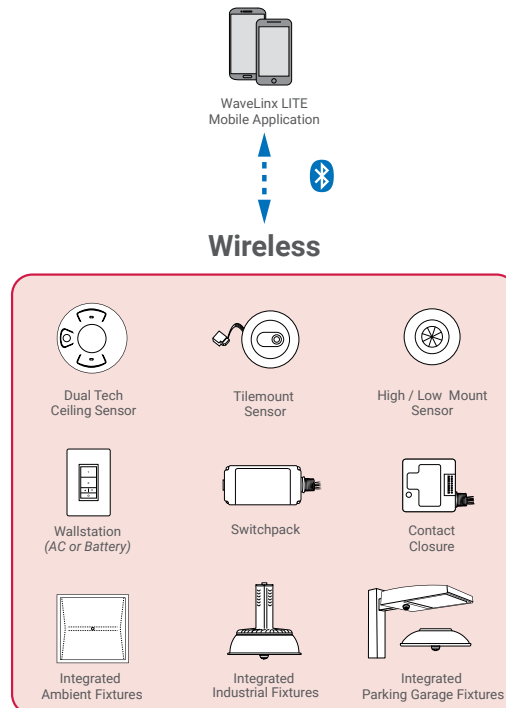 WaveLinx LITE
Mobile Application
Wireless
Dual Tech
Ceiling Sensor
Tilemount
Sensor
High / Low Mount
Sensor
Wallstation
(AC or Battery)
Switchpack
Contact
Closure
Integrated
Ambient Fixtures
Integrated
Industrial Fixtures
Integrated
Parking Garage Fixtures